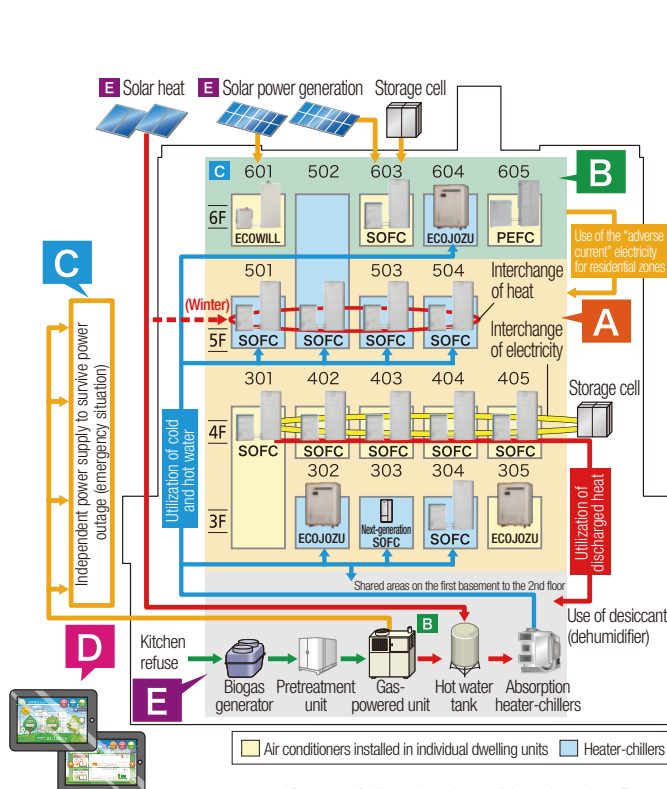 E Solar heat
E Solar power generation
Storage cell
C
601
502
603
604
605
B
6F
ECOWILL
SOFC
ECOJOZU
PEFC
Use of the "adverse
current" electricity
for residential zones
C
501
503
504
Interchange
of heat
(Winter)
A
5F
SOFC
SOFC
SOFC
SOFC
Interchange
of electricity
301
402
403
404
405
Storage cell
4F
SOFC
SOFC
SOFC
SOFC
SOFC
Independent power supply to survive power
outage (emergency situation)
Utilization of cold
and hot water
302
303
304
305
3F
ECOJOZU
Next-generation
SOFC
SOFC
ECOJOZU
Utilization of
discharged heat
Shared areas on the first basement to the 2nd floor
Use of desiccant
(dehumidifier)
D
Kitchen
refuse
B
E
Biogas
generator
Pretreatment
unit
Gas-
powered unit
Hot water
tank
Absorption
heater-chillers
Air conditioners installed in individual dwelling units
Heater-chillers